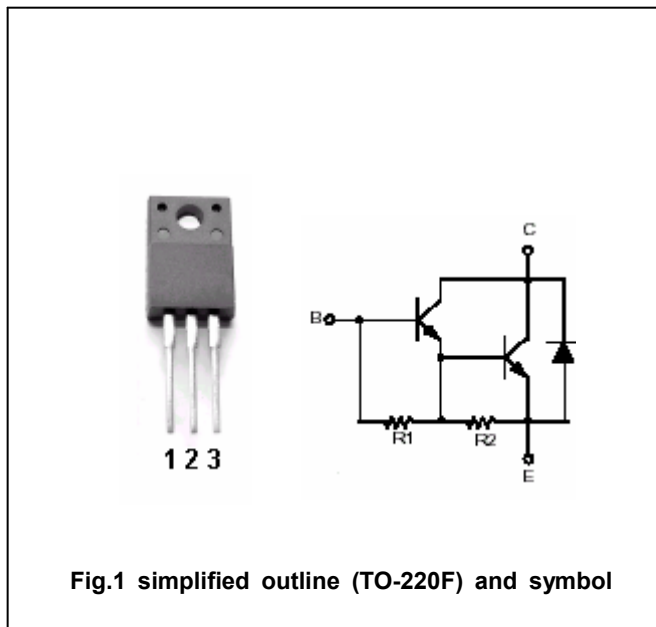 C
B
R1
R2
E
1 2 3
Fig.1 simplified outline (TO-220F) and symbol